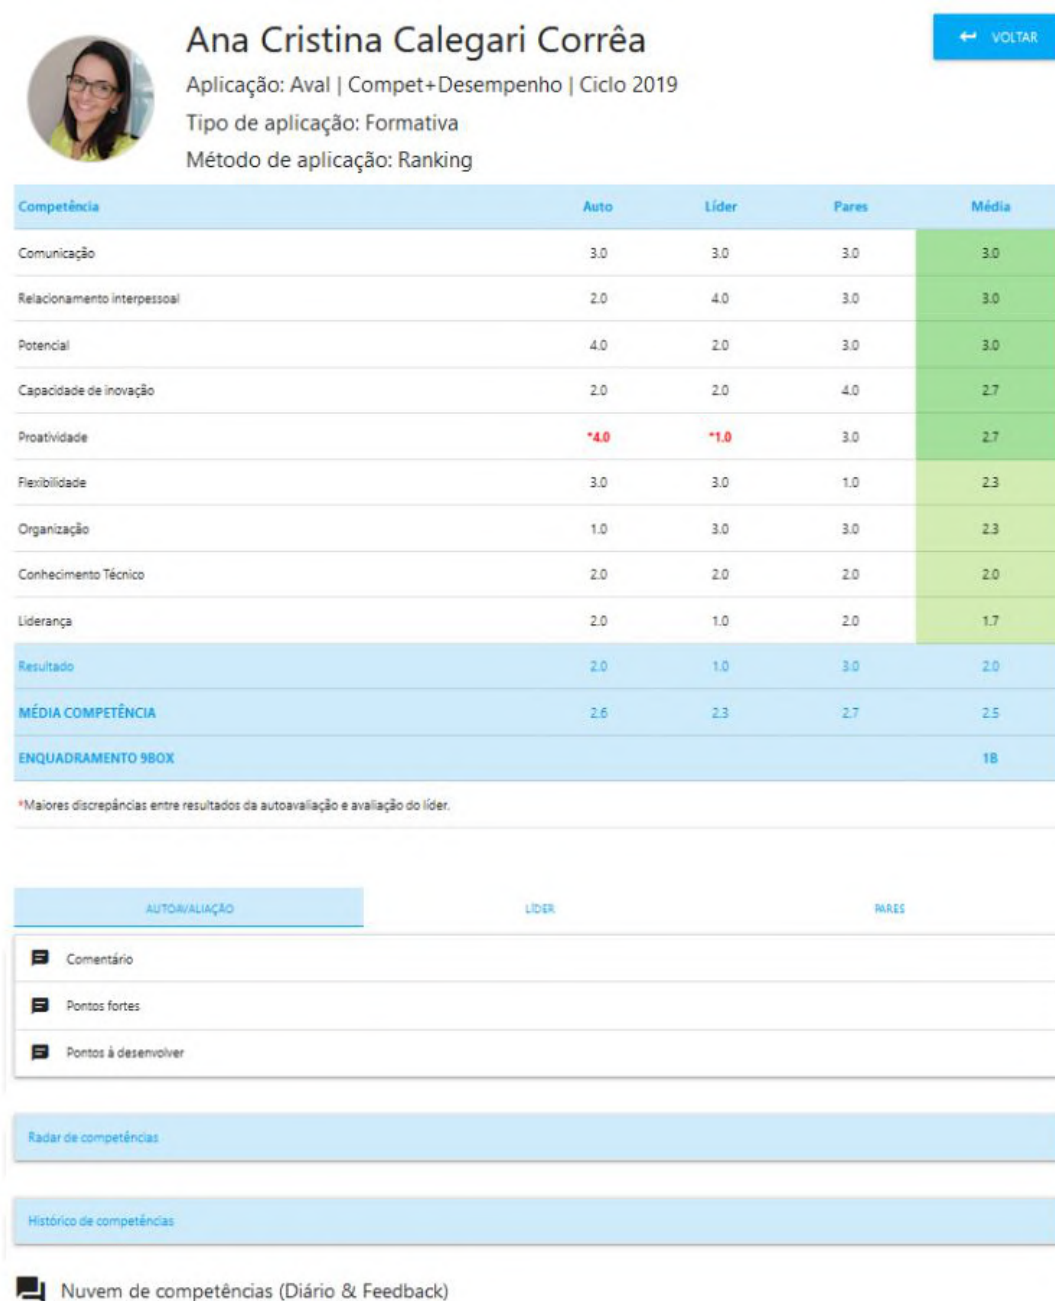 Ana Cristina Calegari Corrêa
VOLTAR
Aplicação: Aval | Compet+Desempenho | Ciclo 2019
Tipo de aplicação: Formativa
Método de aplicação: Ranking
Competência Auto Líder Pares Média
Comunicação 3.0 3.0 3.0 3.0
Relacionamento interpessoal 2.0 4.0 3.0 3.0
Potencial 4.0 2.0 3.0 3.0
Capacidade de inovação 2.0 2.0 4.0 2.7
Proatividade *4.0 *1.0 3.0 2.7
Flexibilidade 3.0 3.0 1.0 2.3
Organização 1.0 3.0 3.0 2.3
Conhecimento Técnico 2.0 2.0 2.0 2.0
Liderança 2.0 1.0 2.0 1.7
Resultado 2.0 1.0 3.0 2.0
MÉDIA COMPETÊNCIA 2.6 2.3 2.7 2.5
ENQUADRAMENTO 9BOX 1B
*Maiores discrepâncias entre resultados da autoavaliação e avaliação do líder.
AUTOAVALIAÇÃO LÍDER PARES
Comentário
Pontos fortes
Pontos á desenvolver
Radar de competências
Histórico de competências
Nuvem de competências (Diário & Feedback)